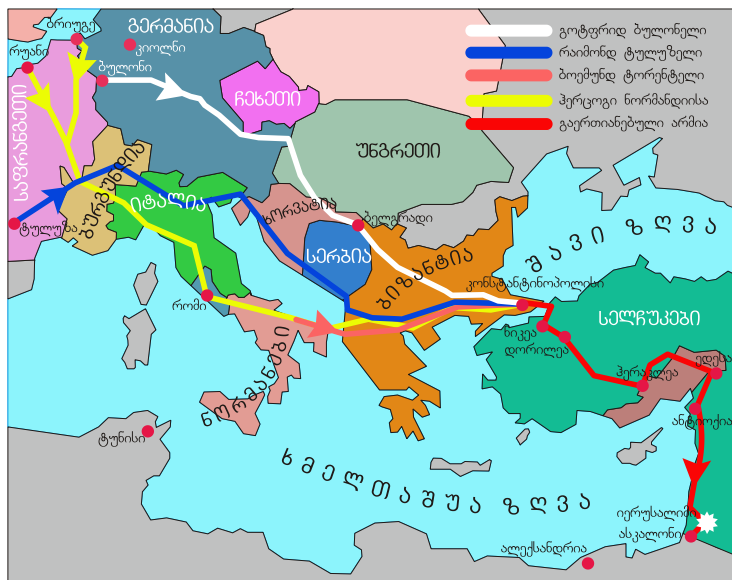 გოტფრიდ ბულონელი
რაიმონდ ტულუზელი
ბოემუნდ ტორენტელი
ჰერცოგი ნორმანდიისა
გაერთიანებული არმია
ბრიუგე
რუანი
გერმანია
კიოლნი
ბულონი
ჩეხეთი
საფრანგეთი
უნგრეთი
ბურგუნდია
იტალია
ხორვატია
ბელგრადი
ტულუზა
სერბია
ბიზანტია
შავი ზღვა
კონსტანტინოპოლისი
რომი
სელჩუკები
ნიკეა
დორილეა
ნორმანები
ჰერაკლეა
ედესა
ანტიოქია
ტუნისი
ხმელთაშუა ზღვა
იერუსალიმი
ასკალონი
ალექსანდრია